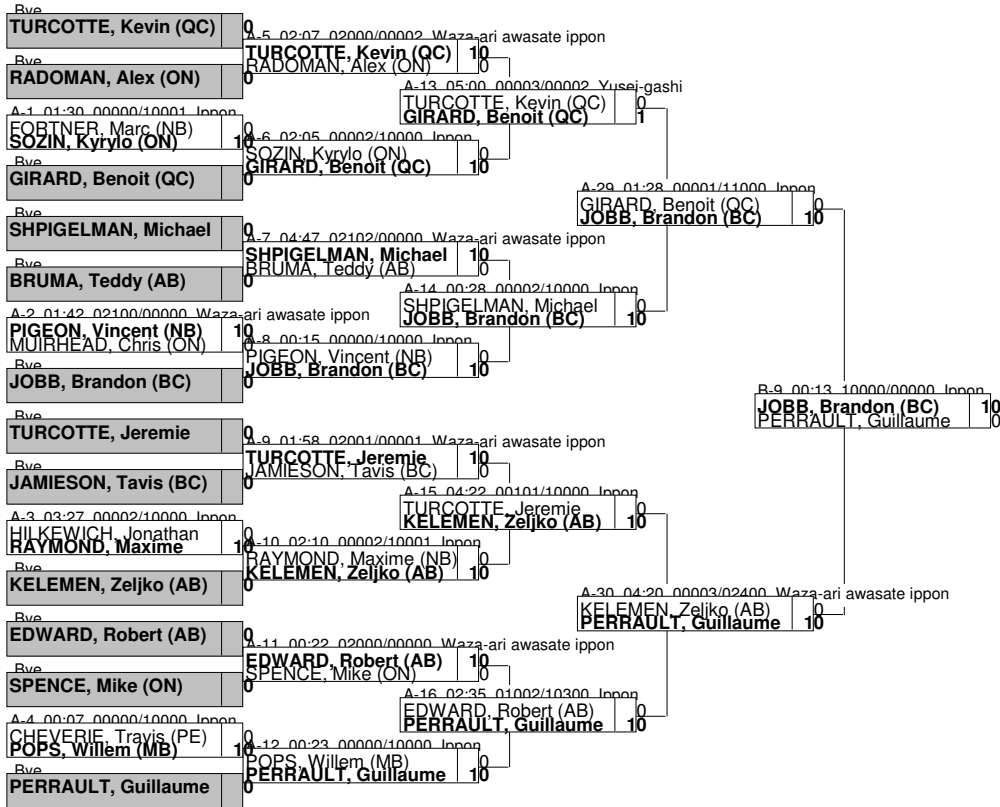 Bye
TURCOTTE, Kevin (QC) 0
Bye
RADOMAN, Alex (ON) 0
A-1 01:30 00000/10001 Ippon
FORTNER, Marc (NB) 0
SOZIN, Kyrylo (ON) 10
Bye
GIRARD, Benoit (QC) 0
Bye
SHPIGELMAN, Michael 0
Bye
BRUMA, Teddy (AB) 0
A-2 01:42 02100/00000 Waza-ari awasate ippon
PIGEON, Vincent (NB) 10
MUIRHEAD, Chris (ON) 0
Bye
JOBB, Brandon (BC) 0
Bye
TURCOTTE, Jeremie 0
Bye
JAMIESON, Tavis (BC) 0
A-3 03:27 00002/10000 Ippon
HILKEWICH, Jonathan 0
RAYMOND, Maxime 10
Bye
KELEMEN, Zeljko (AB) 0
Bye
EDWARD, Robert (AB) 0
Bye
SPENCE, Mike (ON) 0
A-4 00:07 00000/10000 Ippon
CHEVERIE, Travis (PE) 0
POPS, Willem (MB) 10
Bye
PERRAULT, Guillaume 0
A-5 02:07 02000/00002 Waza-ari awasate ippon
TURCOTTE, Kevin (QC) 10
RADOMAN, Alex (ON) 0
A-6 02:05 00002/10000 Ippon
SOZIN, Kyrylo (ON) 0
GIRARD, Benoit (QC) 10
A-7 04:47 02102/00000 Waza-ari awasate ippon
SHPIGELMAN, Michael 10
BRUMA, Teddy (AB) 0
A-8 00:15 00000/10000 Ippon
PIGEON, Vincent (NB) 0
JOBB, Brandon (BC) 10
A-9 01:58 02001/00001 Waza-ari awasate ippon
TURCOTTE, Jeremie 10
JAMIESON, Tavis (BC) 0
A-10 02:10 00002/10001 Ippon
RAYMOND, Maxime (NB) 0
KELEMEN, Zeljko (AB) 10
A-11 00:22 02000/00000 Waza-ari awasate ippon
EDWARD, Robert (AB) 10
SPENCE, Mike (ON) 0
A-12 00:23 00000/10000 Ippon
POPS, Willem (MB) 0
PERRAULT, Guillaume 10
A-13 05:00 00003/00002 Yusei-gashi
TURCOTTE, Kevin (QC) 0
GIRARD, Benoit (QC) 1
A-14 00:28 00002/10000 Ippon
SHPIGELMAN, Michael 0
JOBB, Brandon (BC) 10
A-15 04:22 00101/10000 Ippon
TURCOTTE, Jeremie 0
KELEMEN, Zeljko (AB) 10
A-16 02:35 01002/10300 Ippon
EDWARD, Robert (AB) 0
PERRAULT, Guillaume 10
A-29 01:28 00001/11000 Ippon
GIRARD, Benoit (QC) 0
JOBB, Brandon (BC) 10
A-30 04:20 00003/02400 Waza-ari awasate ippon
KELEMEN, Zeljko (AB) 0
PERRAULT, Guillaume 10
B-9 00:13 10000/00000 Ippon
JOBB, Brandon (BC) 10
PERRAULT, Guillaume 0